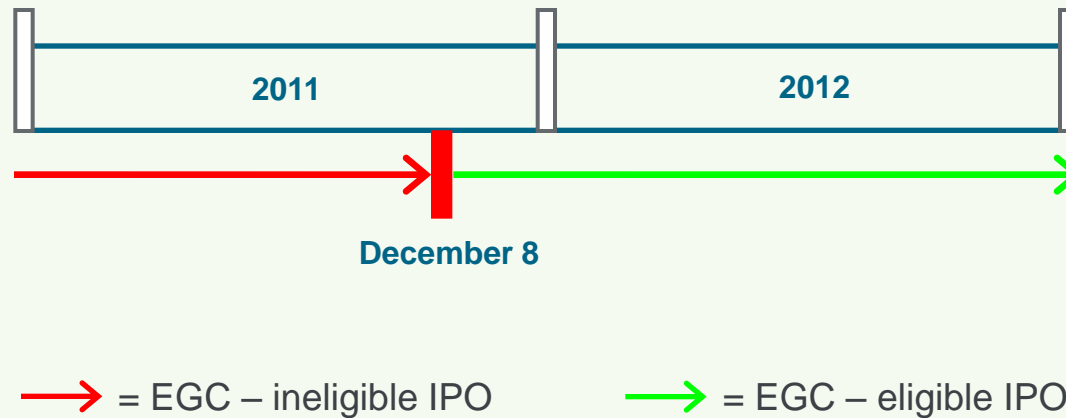 2011
2012
December 8
= EGC – ineligible IPO
= EGC – eligible IPO